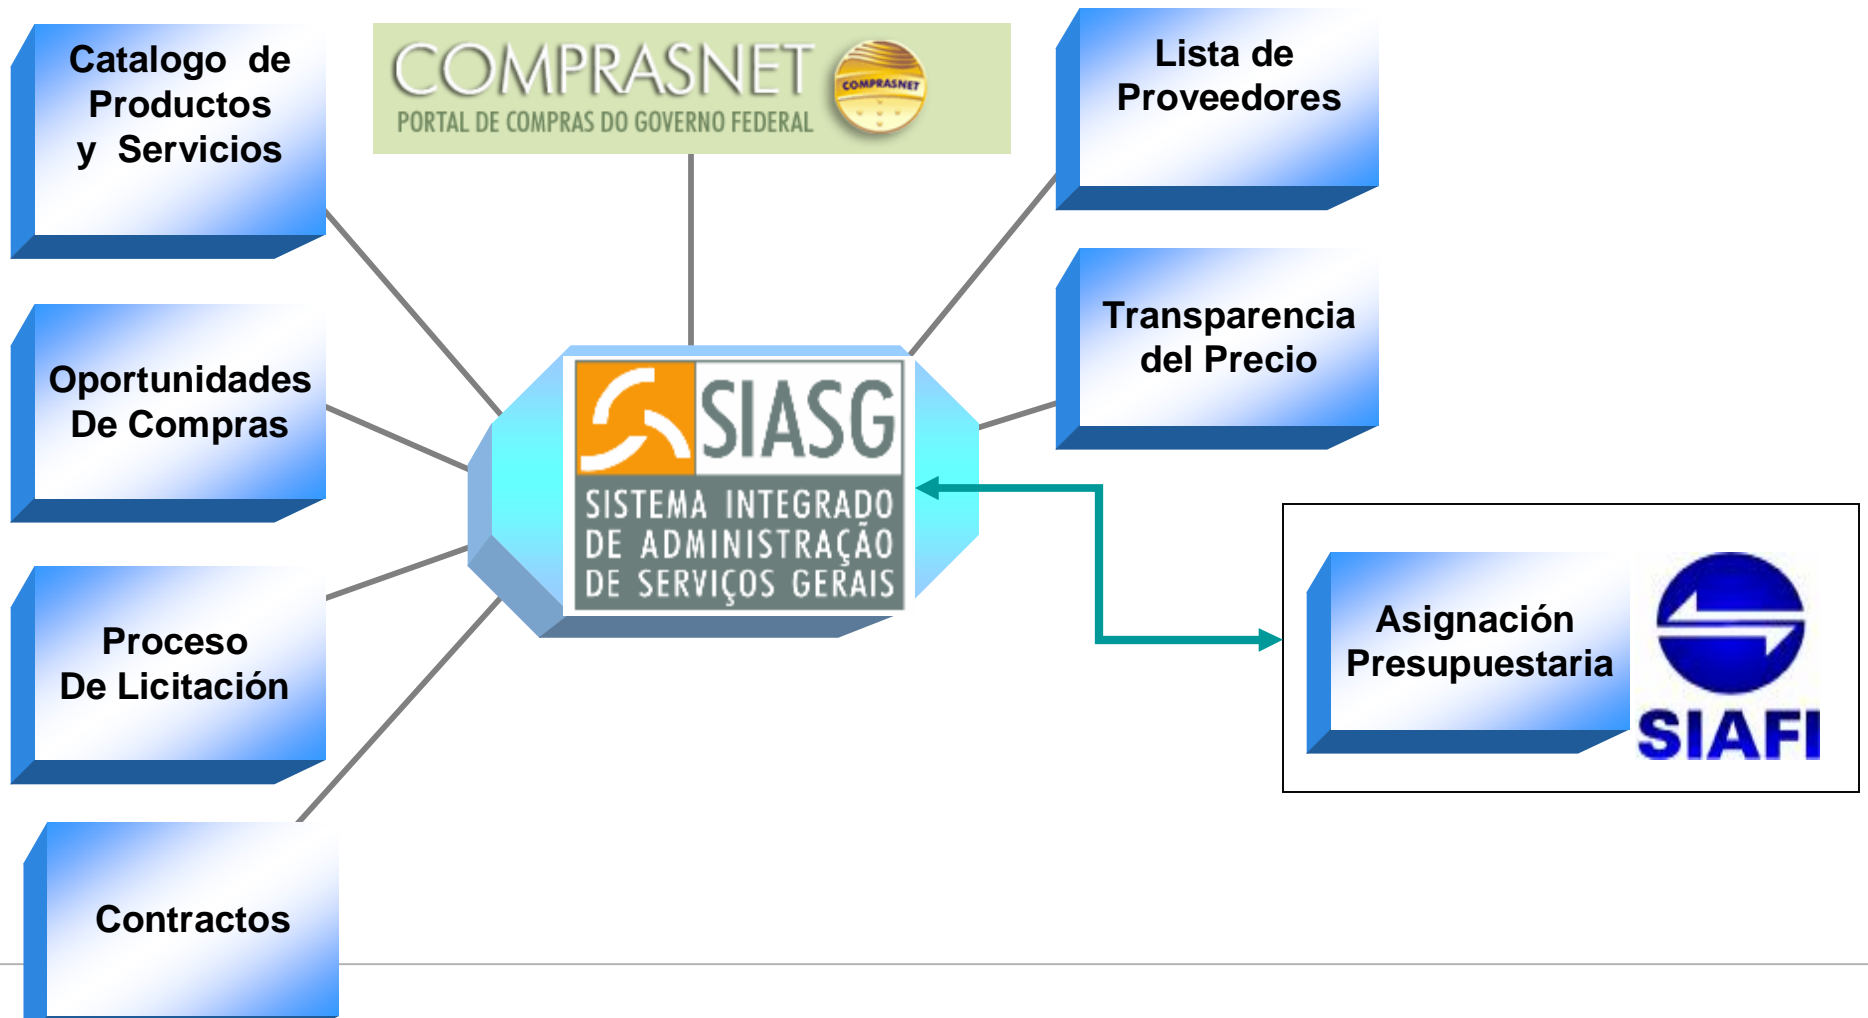 Catalogo de
Productos
y Servicios
COMPRASNET
PORTAL DE COMPRAS DO GOVERNO FEDERAL
COMPRASNET
Lista de
Proveedores
Oportunidades
De Compras
Transparencia
del Precio
SIASG
SISTEMA INTEGRADO
DE ADMINISTRAÇÃO
DE SERVIÇOS GERAIS
Proceso
De Licitación
Asignación
Presupuestaria
SIAFI
Contractos